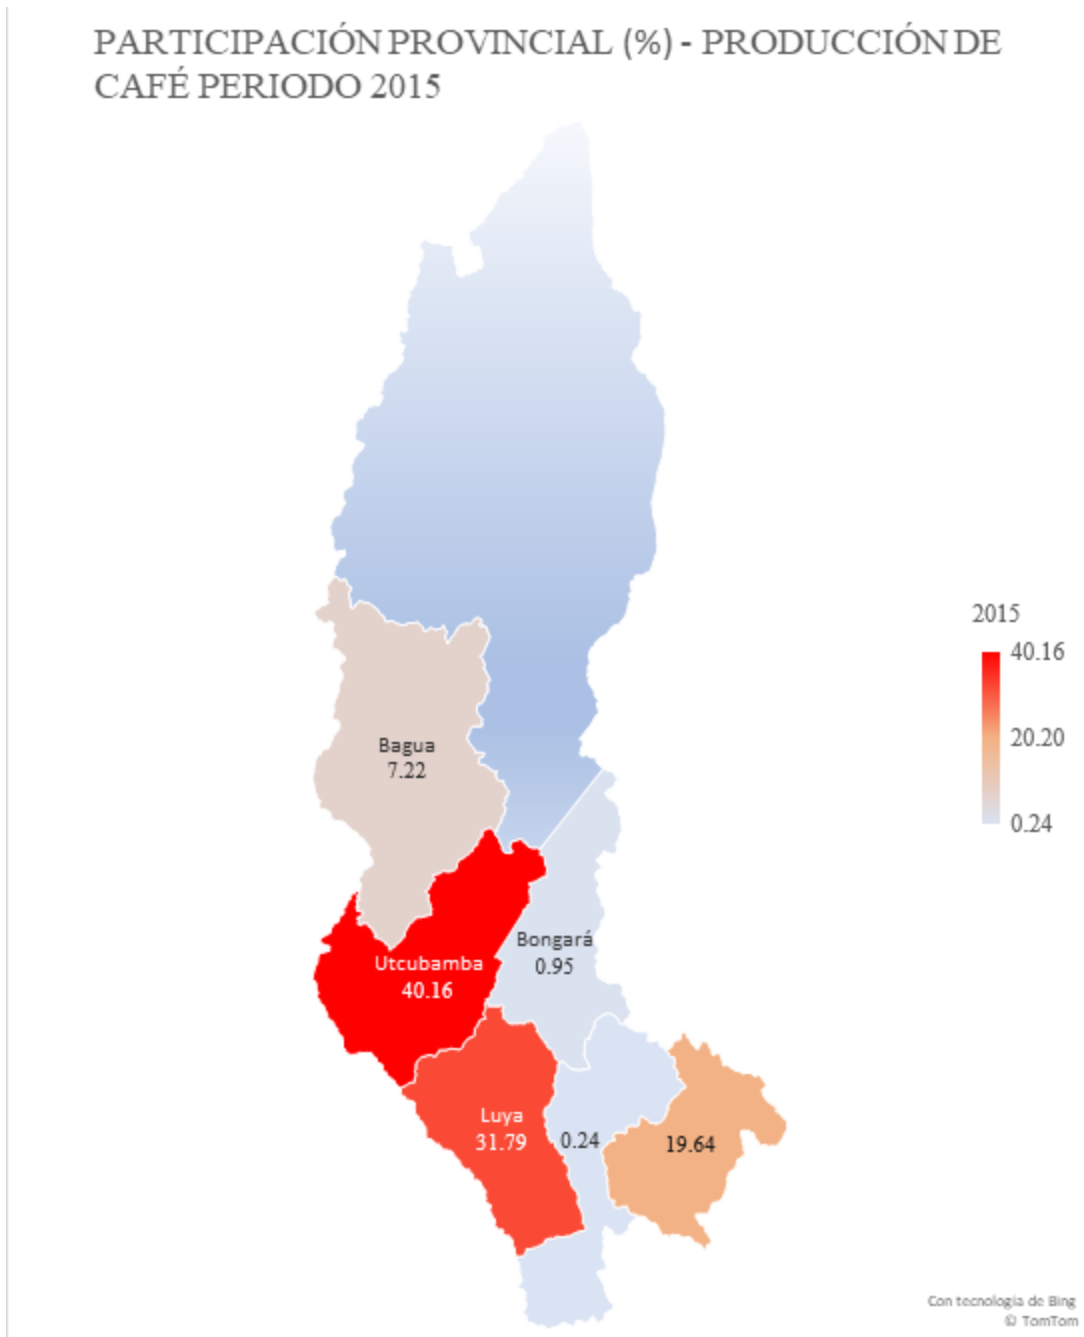 PARTICIPACIÓN PROVINCIAL (%) - PRODUCCIÓN DE
CAFÉ PERIODO 2015
2015
40.16
20.20
0.24
Bagua
7.22
Bongará
0.95
Utcubamba
40.16
Luya
31.79
0.24
19.64
Con tecnología de Bing
© TomTom